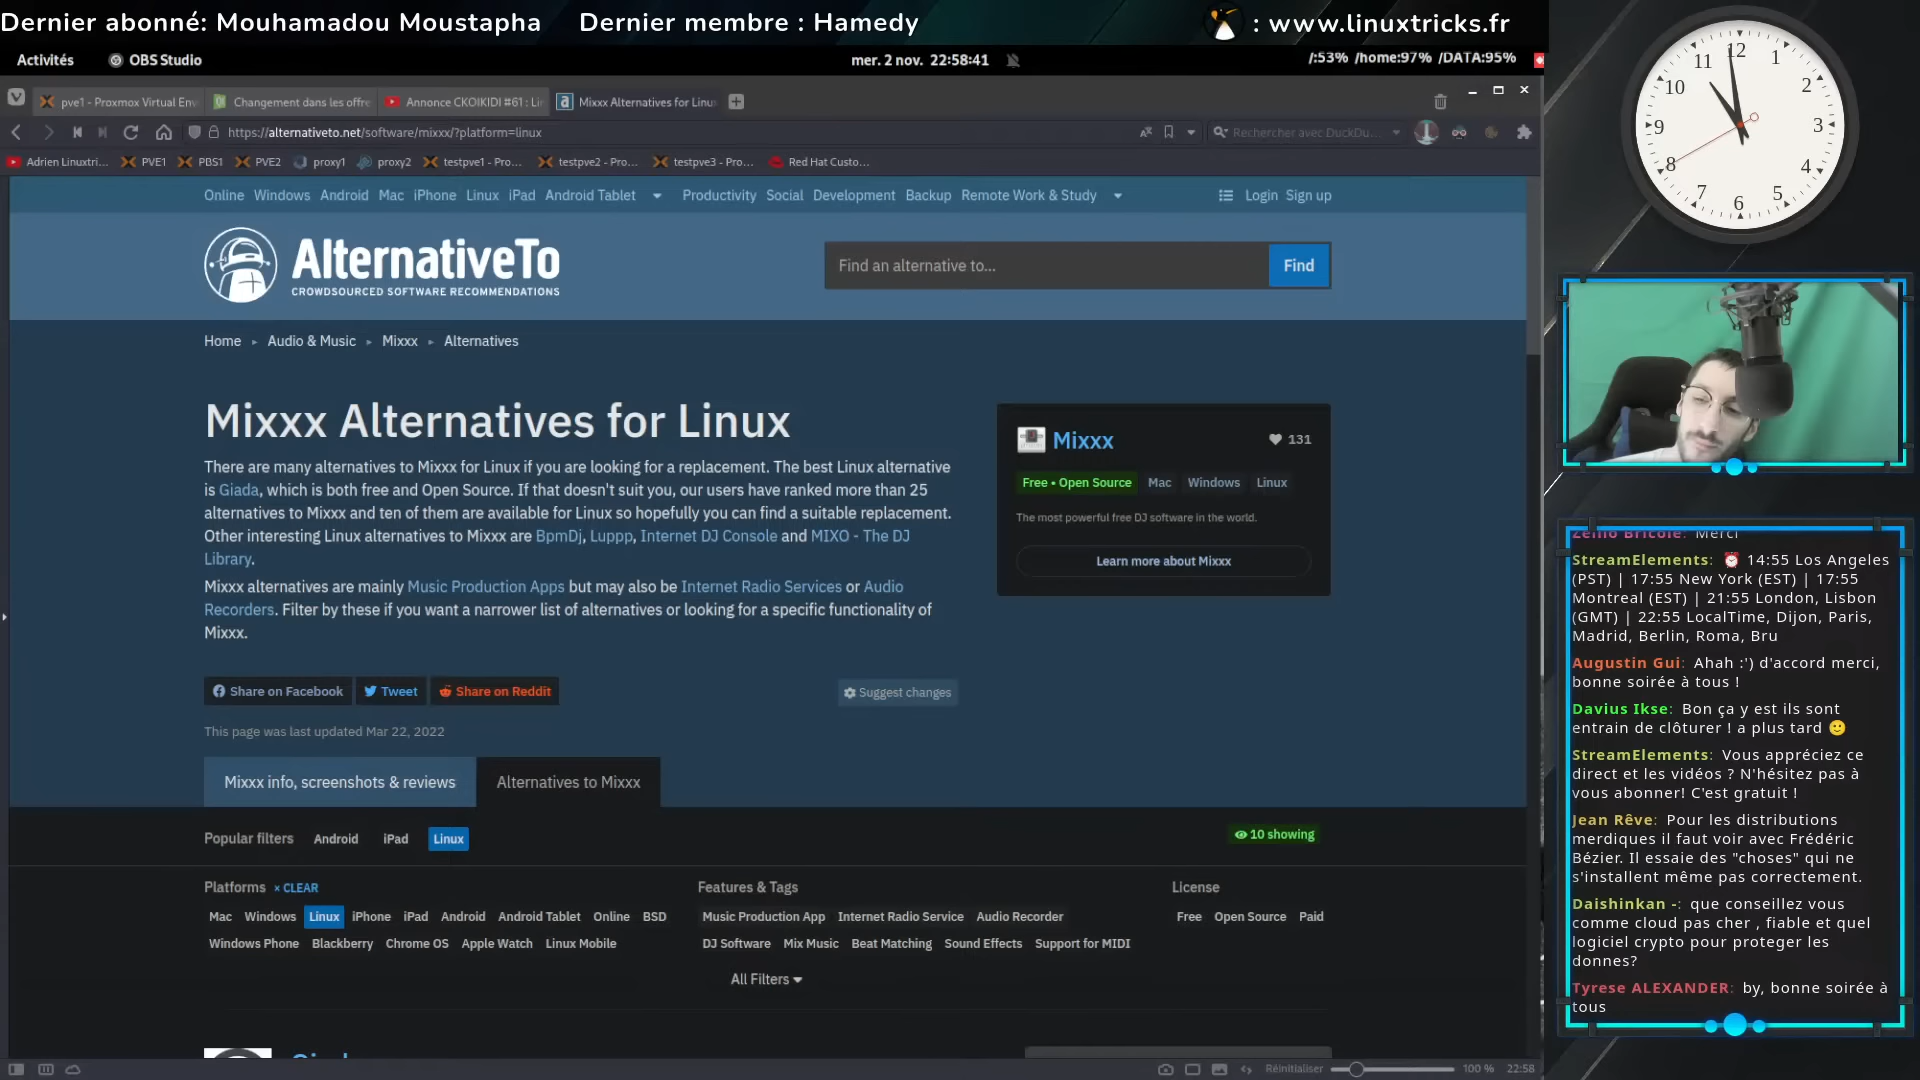 Dernier abonné: Mouhamadou Moustapha Dernier membre : Hamedy : www.linuxtricks.fr
Activités OBS Studio mer. 2 nov. 22:58:41 /:53% /home:97% /DATA:95%
pve1 - Proxmox Virtual Env Changement dans les offre Annonce CKOIKIDI #61 : Li Mixxx Alternatives for Linux
https://alternativeto.net/software/mixxx/?platform=linux Rechercher avec DuckDu...
Adrien Linuxtri... PVE1 PBS1 PVE2 proxy1 proxy2 testpve1 - Pro... testpve2 - Pro... testpve3 - Pro... Red Hat Custo...
Online Windows Android Mac iPhone Linux iPad Android Tablet Productivity Social Development Backup Remote Work & Study Login Sign up
AlternativeTo
CROWDSOURCED SOFTWARE RECOMMENDATIONS
Find an alternative to... Find
Home ▸ Audio & Music ▸ Mixxx ▸ Alternatives
Mixxx Alternatives for Linux
There are many alternatives to Mixxx for Linux if you are looking for a replacement. The best Linux alternative
is Giada, which is both free and Open Source. If that doesn't suit you, our users have ranked more than 25
alternatives to Mixxx and ten of them are available for Linux so hopefully you can find a suitable replacement.
Other interesting Linux alternatives to Mixxx are BpmDj, Luppp, Internet DJ Console and MIXO - The DJ
Library.
Mixxx alternatives are mainly Music Production Apps but may also be Internet Radio Services or Audio
Recorders. Filter by these if you want a narrower list of alternatives or looking for a specific functionality of
Mixxx.
Mixxx 131
Free • Open Source Mac Windows Linux
The most powerful free DJ software in the world.
Learn more about Mixxx
Share on Facebook Tweet Share on Reddit Suggest changes
This page was last updated Mar 22, 2022
Mixxx info, screenshots & reviews Alternatives to Mixxx
Popular filters Android iPad Linux 10 showing
Platforms × CLEAR
Mac Windows Linux iPhone iPad Android Android Tablet Online BSD
Windows Phone Blackberry Chrome OS Apple Watch Linux Mobile
Features & Tags
Music Production App Internet Radio Service Audio Recorder
DJ Software Mix Music Beat Matching Sound Effects Support for MIDI
All Filters
License
Free Open Source Paid
Réinitialiser 100 % 22:58
12
1
2
3
4
5
6
7
8
9
10
11
Zeno Bricole: Merci
StreamElements: ⏰ 14:55 Los Angeles
(PST) | 17:55 New York (EST) | 17:55
Montreal (EST) | 21:55 London, Lisbon
(GMT) | 22:55 LocalTime, Dijon, Paris,
Madrid, Berlin, Roma, Bru
Augustin Gui: Ahah :') d'accord merci,
bonne soirée à tous !
Davius Ikse: Bon ça y est ils sont
entrain de clôturer ! a plus tard 🙂
StreamElements: Vous appréciez ce
direct et les vidéos ? N'hésitez pas à
vous abonner! C'est gratuit !
Jean Rêve: Pour les distributions
merdiques il faut voir avec Frédéric
Bézier. Il essaie des "choses" qui ne
s'installent même pas correctement.
Daishinkan -: que conseillez vous
comme cloud pas cher , fiable et quel
logiciel crypto pour proteger les
donnes?
Tyrese ALEXANDER: by, bonne soirée à
tous